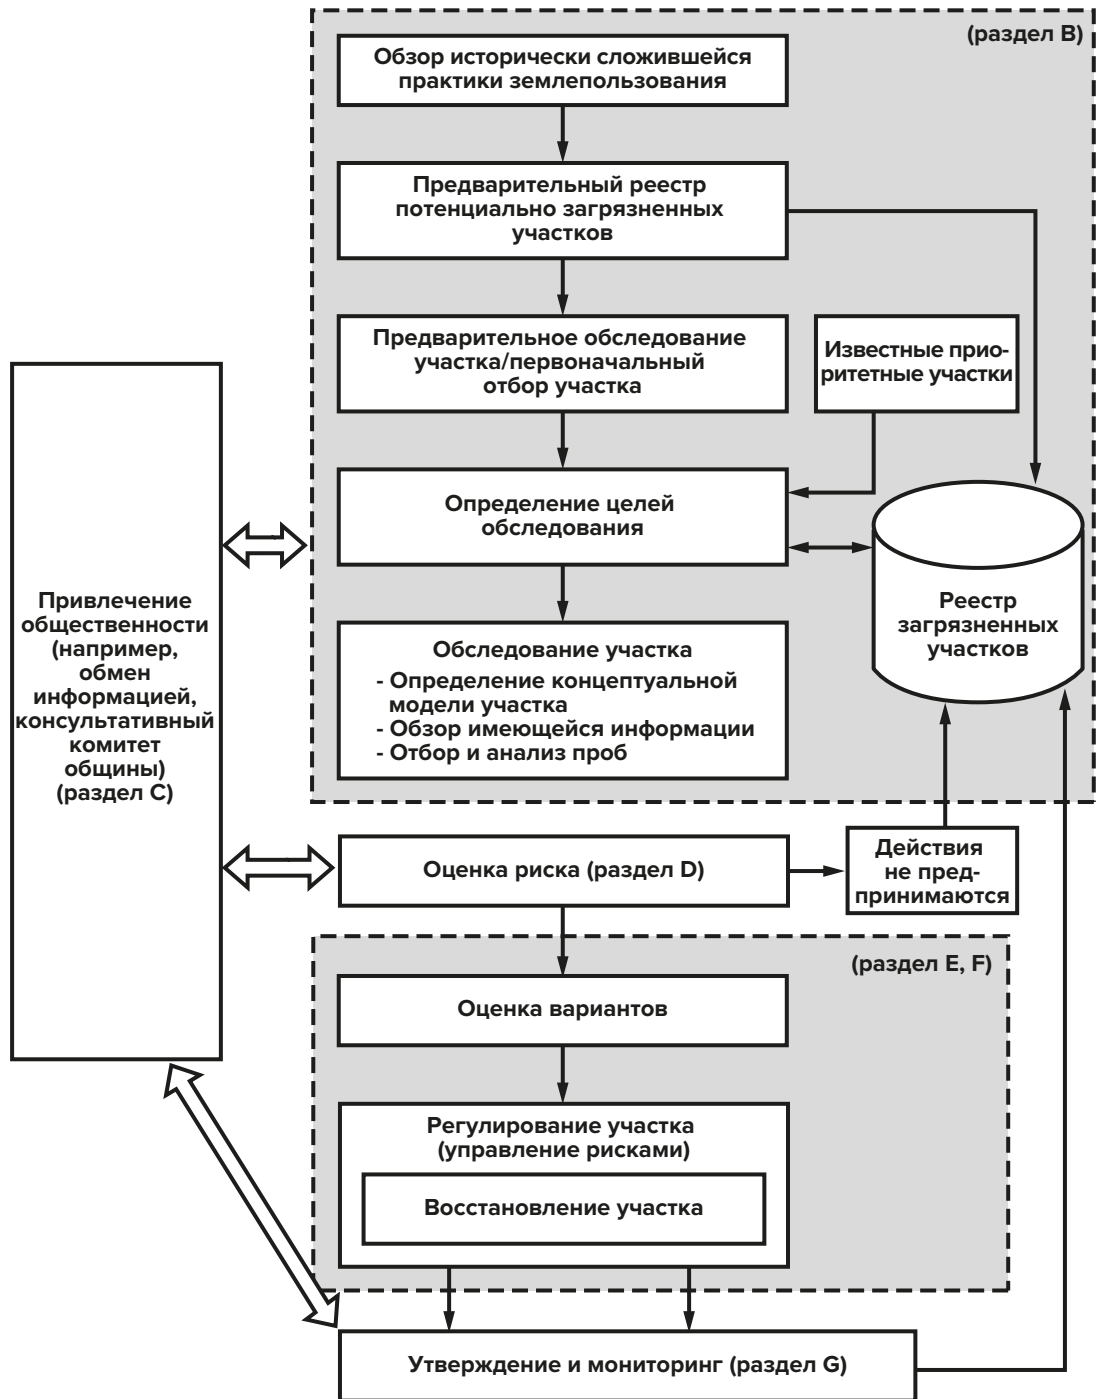 (раздел B)
Обзор исторически сложившейся
практики землепользования
Предварительный реестр
потенциально загрязненных
участков
Предварительное обследование
участка/первоначальный
отбор участка
Известные прио-
ритетные участки
Определение целей
обследования
Реестр
загрязненных
участков
Обследование участка
- Определение концептуальной
модели участка
- Обзор имеющейся информации
- Отбор и анализ проб
Привлечение
общественности
(например,
обмен
информацией,
консультативный
комитет
общины)
(раздел C)
Оценка риска (раздел D)
Действия
не пред-
принимаются
(раздел E, F)
Оценка вариантов
Регулирование участка
(управление рисками)
Восстановление участка
Утверждение и мониторинг (раздел G)